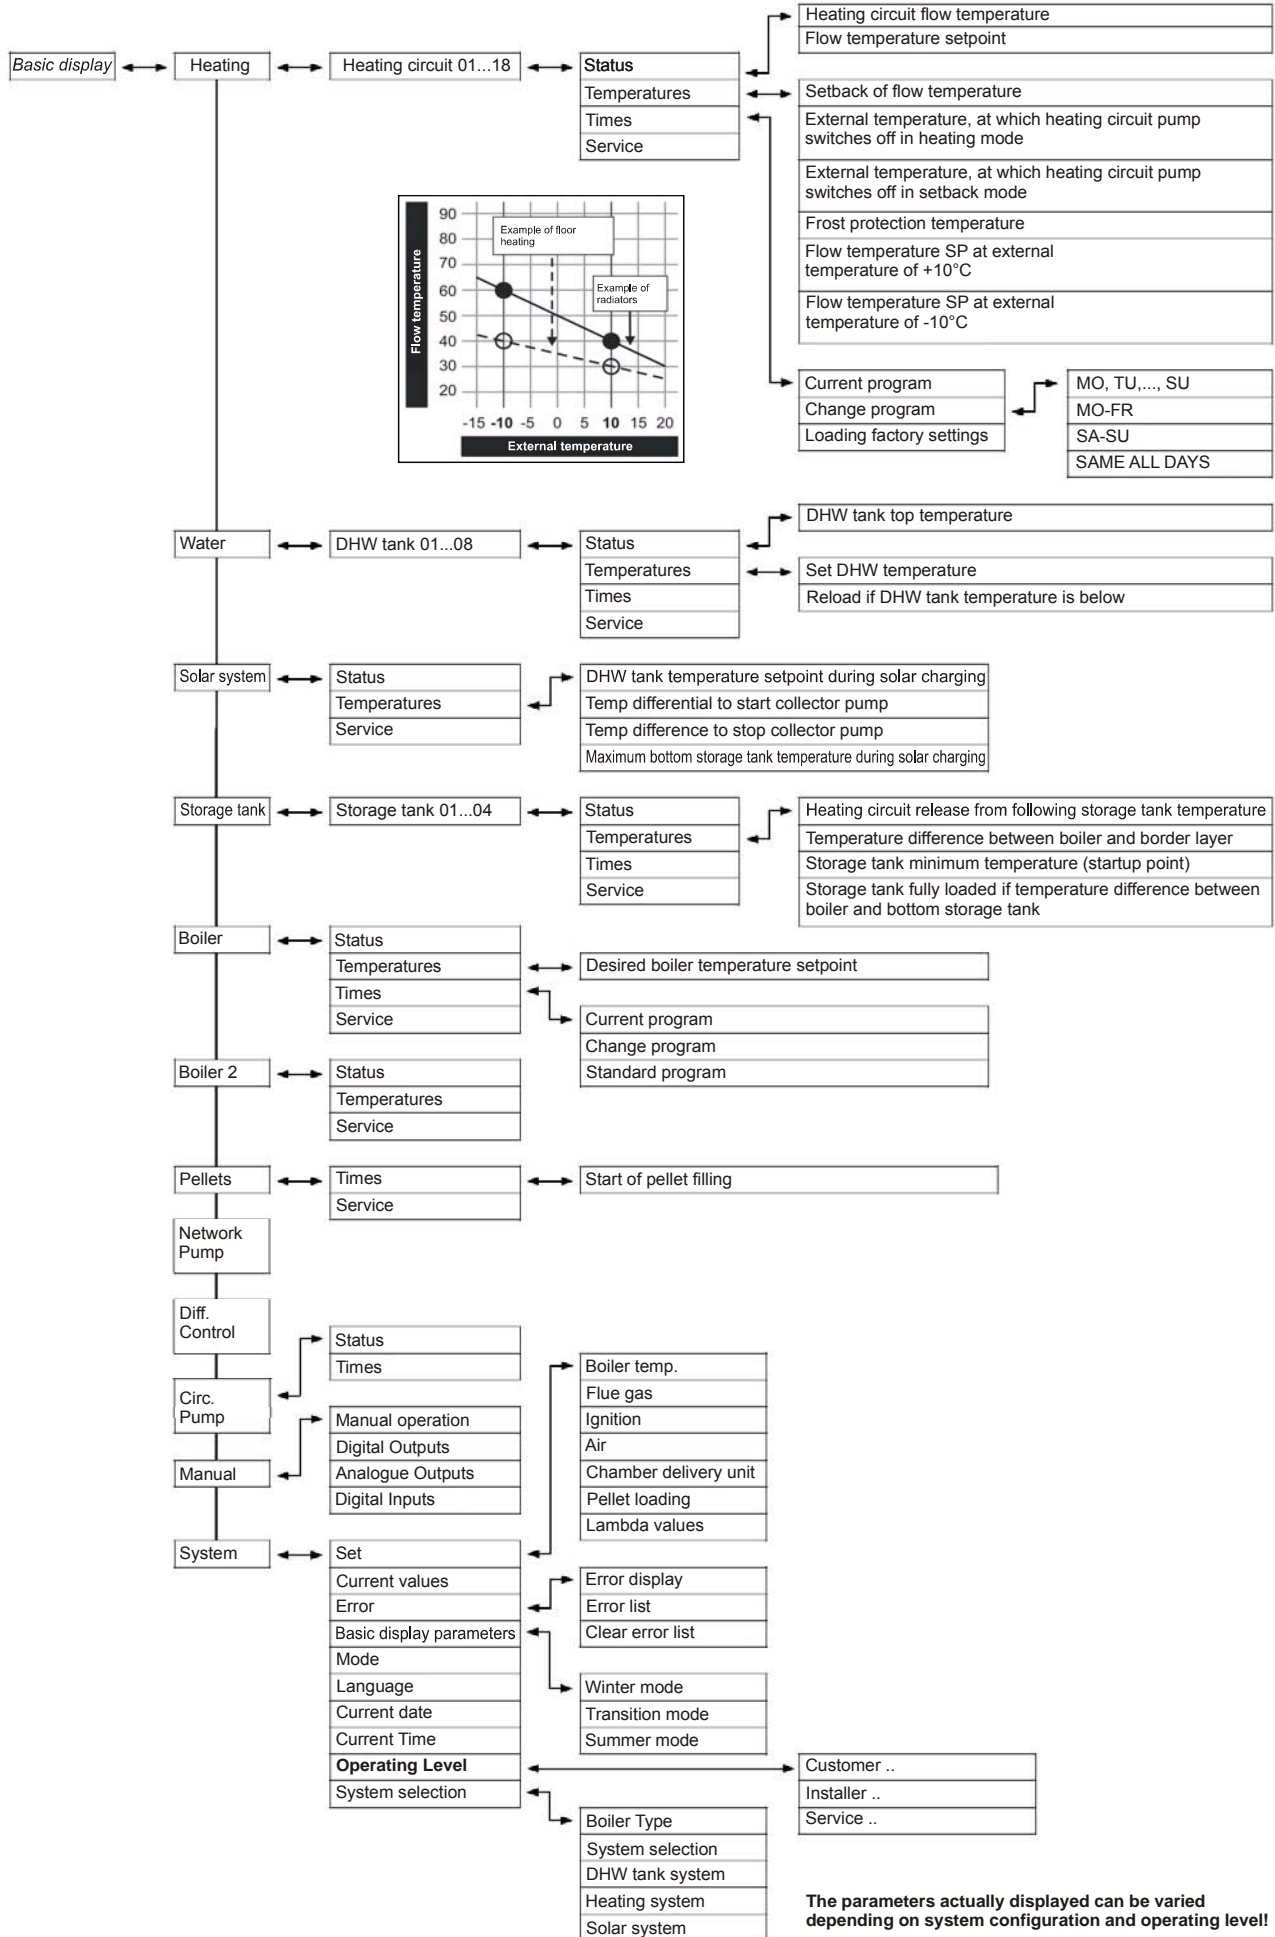 Basic display
Heating
Heating circuit 01...18
Status
Temperatures
Times
Service
Heating circuit flow temperature
Flow temperature setpoint
Setback of flow temperature
External temperature, at which heating circuit pump
switches off in heating mode
External temperature, at which heating circuit pump
switches off in setback mode
Frost protection temperature
Flow temperature SP at external
temperature of +10°C
Flow temperature SP at external
temperature of -10°C
Current program
Change program
Loading factory settings
MO, TU,..., SU
MO-FR
SA-SU
SAME ALL DAYS
Flow temperature
90
80
70
60
50
40
30
20
Example of floor
heating
Example of
radiators
-15 -10 -5 0 5 10 15 20
External temperature
Water
DHW tank 01...08
Status
Temperatures
Times
Service
DHW tank top temperature
Set DHW temperature
Reload if DHW tank temperature is below
Solar system
Status
Temperatures
Service
DHW tank temperature setpoint during solar charging
Temp differential to start collector pump
Temp difference to stop collector pump
Maximum bottom storage tank temperature during solar charging
Storage tank
Storage tank 01...04
Status
Temperatures
Times
Service
Heating circuit release from following storage tank temperature
Temperature difference between boiler and border layer
Storage tank minimum temperature (startup point)
Storage tank fully loaded if temperature difference between
boiler and bottom storage tank
Boiler
Status
Temperatures
Times
Service
Desired boiler temperature setpoint
Current program
Change program
Standard program
Boiler 2
Status
Temperatures
Service
Pellets
Times
Service
Start of pellet filling
Network
Pump
Diff.
Control
Circ.
Pump
Status
Times
Manual
Manual operation
Digital Outputs
Analogue Outputs
Digital Inputs
System
Set
Current values
Error
Basic display parameters
Mode
Language
Current date
Current Time
Operating Level
System selection
Boiler temp.
Flue gas
Ignition
Air
Chamber delivery unit
Pellet loading
Lambda values
Error display
Error list
Clear error list
Winter mode
Transition mode
Summer mode
Customer ..
Installer ..
Service ..
Boiler Type
System selection
DHW tank system
Heating system
Solar system
The parameters actually displayed can be varied
depending on system configuration and operating level!